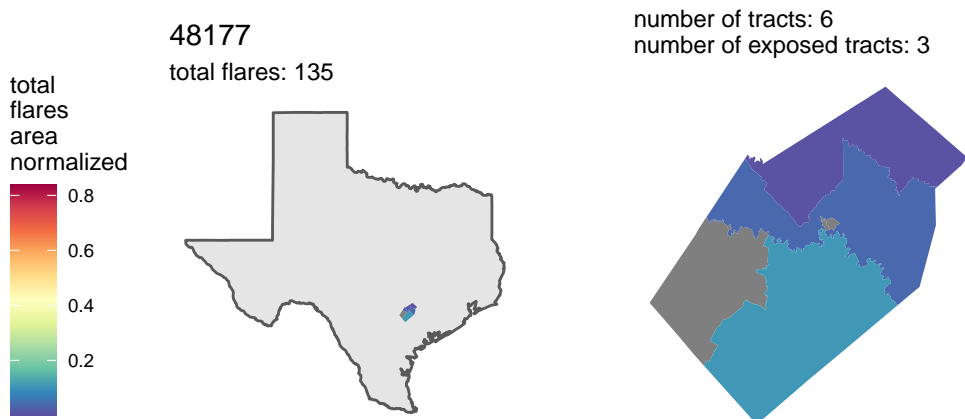 48177
total flares: 135
number of tracts: 6
number of exposed tracts: 3
total
flares
area
normalized
0.8
0.6
0.4
0.2